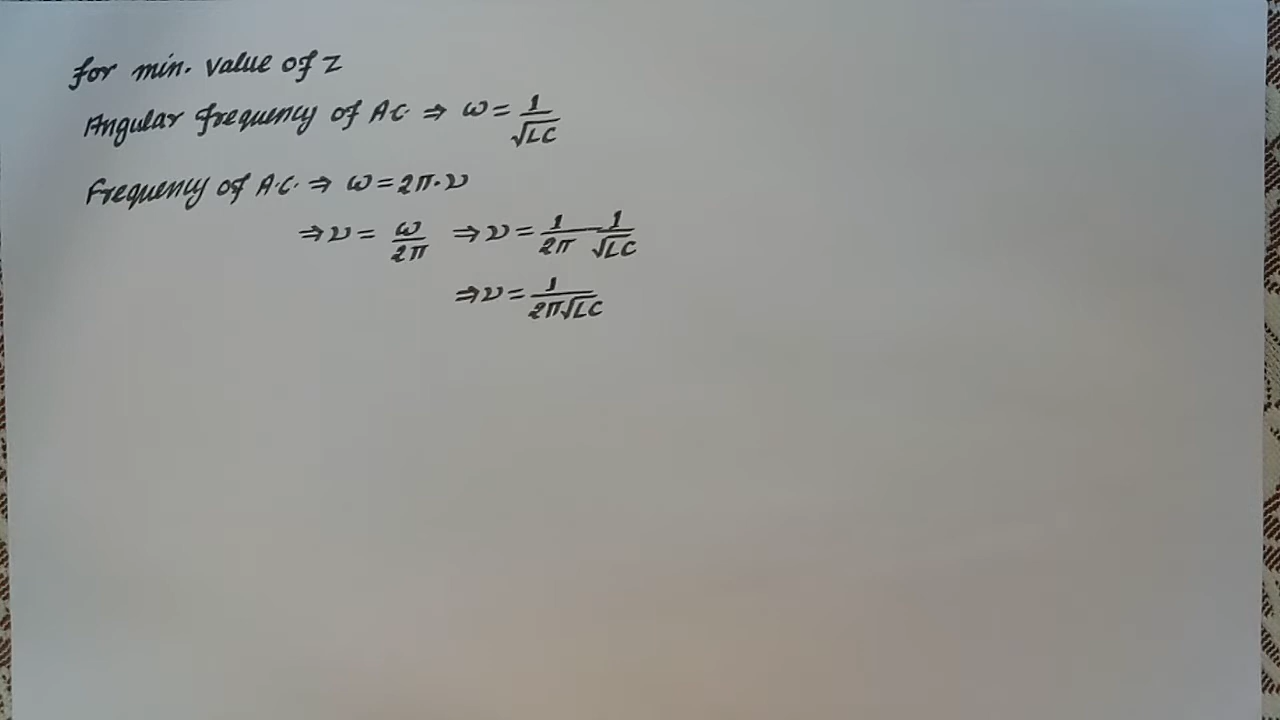 for min. value of Z
Angular frequency of A.C. ⇒ ω = 1/√LC
Frequency of A.C. ⇒ ω = 2π.ν
⇒ ν = ω/2π ⇒ ν = 1/2π 1/√LC
⇒ ν = 1/2π√LC